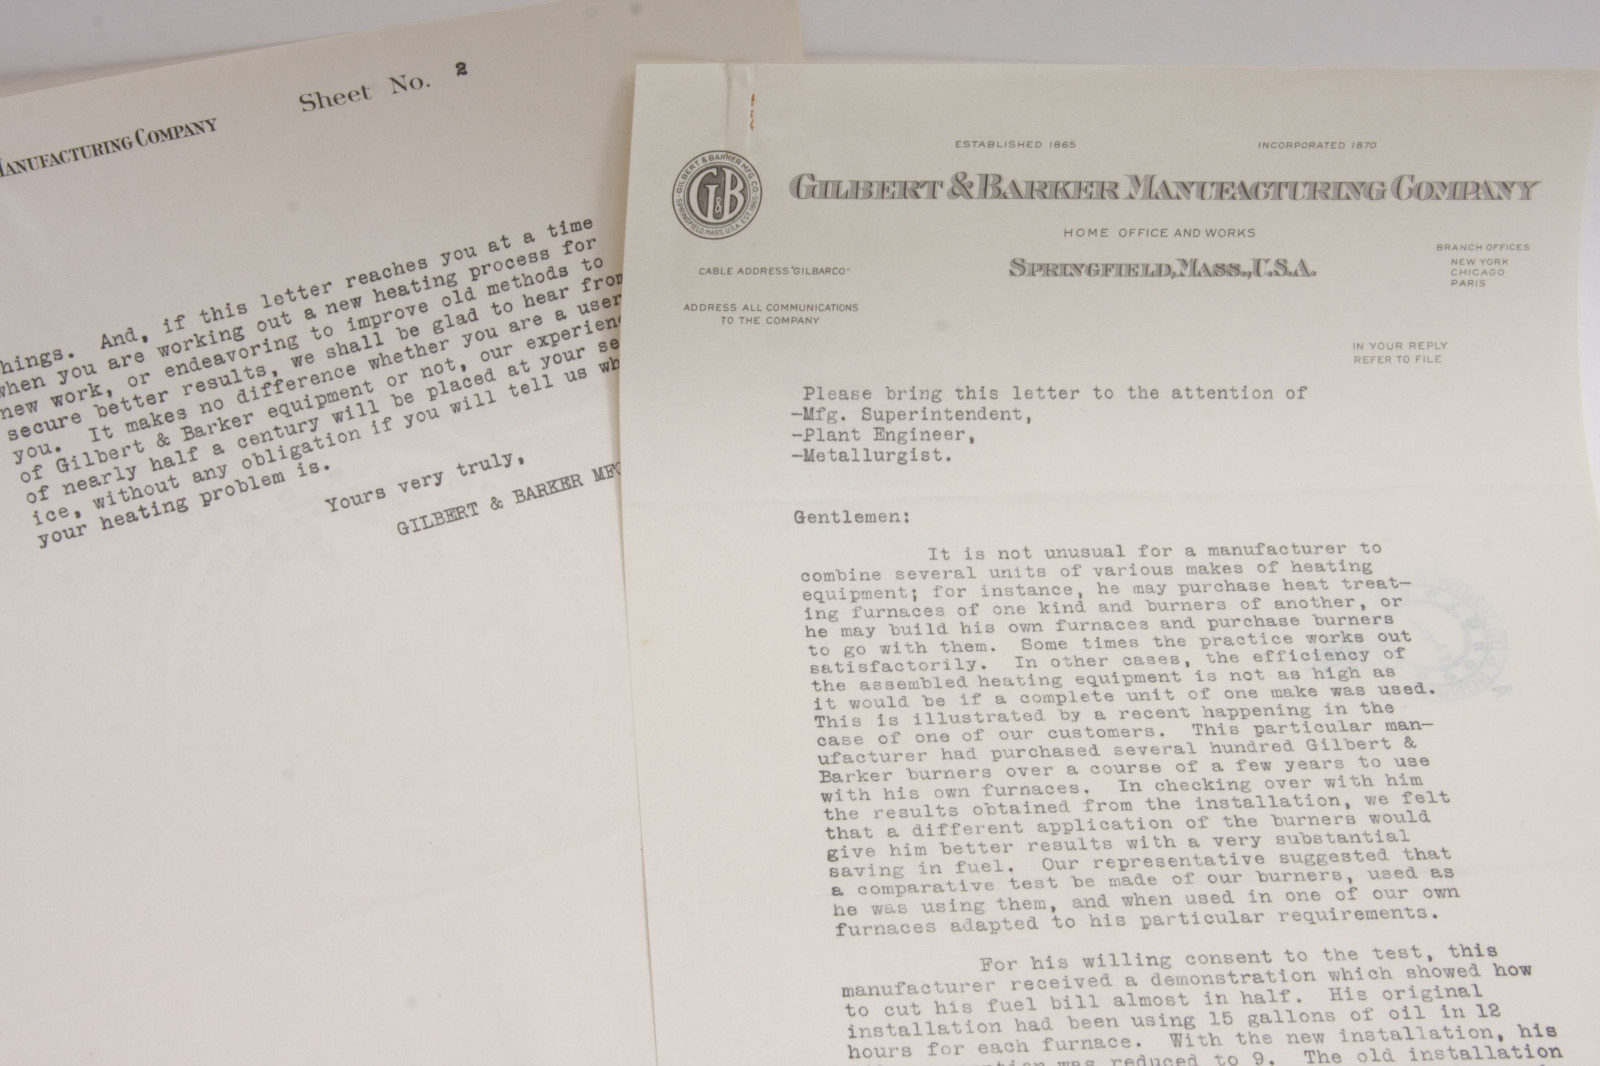 Sheet No. 2
MANUFACTURING COMPANY
things. And, if this letter reaches you at a time
when you are working out a new heating process for
new work, or endeavoring to improve old methods to
secure better results, we shall be glad to hear from
you. It makes no difference whether you are a user
of Gilbert & Barker equipment or not, our experien
of nearly half a century will be placed at your se
ice, without any obligation if you will tell us wh
your heating problem is.
Yours very truly,
GILBERT & BARKER MFG
ESTABLISHED 1865
INCORPORATED 1870
GILBERT & BARKER MFG. CO.
G&B
SPRINGFIELD, MASS. U.S.A. EST. 1865
GILBERT & BARKER MANUFACTURING COMPANY
HOME OFFICE AND WORKS
SPRINGFIELD, MASS., U.S.A.
CABLE ADDRESS "GILBARCO"
ADDRESS ALL COMMUNICATIONS
TO THE COMPANY
BRANCH OFFICES
NEW YORK
CHICAGO
PARIS
IN YOUR REPLY
REFER TO FILE
Please bring this letter to the attention of
-Mfg. Superintendent,
-Plant Engineer,
-Metallurgist.
Gentlemen:
It is not unusual for a manufacturer to
combine several units of various makes of heating
equipment; for instance, he may purchase heat treat-
ing furnaces of one kind and burners of another, or
he may build his own furnaces and purchase burners
to go with them. Some times the practice works out
satisfactorily. In other cases, the efficiency of
the assembled heating equipment is not as high as
it would be if a complete unit of one make was used.
This is illustrated by a recent happening in the
case of one of our customers. This particular man-
ufacturer had purchased several hundred Gilbert &
Barker burners over a course of a few years to use
with his own furnaces. In checking over with him
the results obtained from the installation, we felt
that a different application of the burners would
give him better results with a very substantial
saving in fuel. Our representative suggested that
a comparative test be made of our burners, used as
he was using them, and when used in one of our own
furnaces adapted to his particular requirements.
For his willing consent to the test, this
manufacturer received a demonstration which showed how
to cut his fuel bill almost in half. His original
installation had been using 15 gallons of oil in 12
hours for each furnace. With the new installation, his
was reduced to 9. The old installation